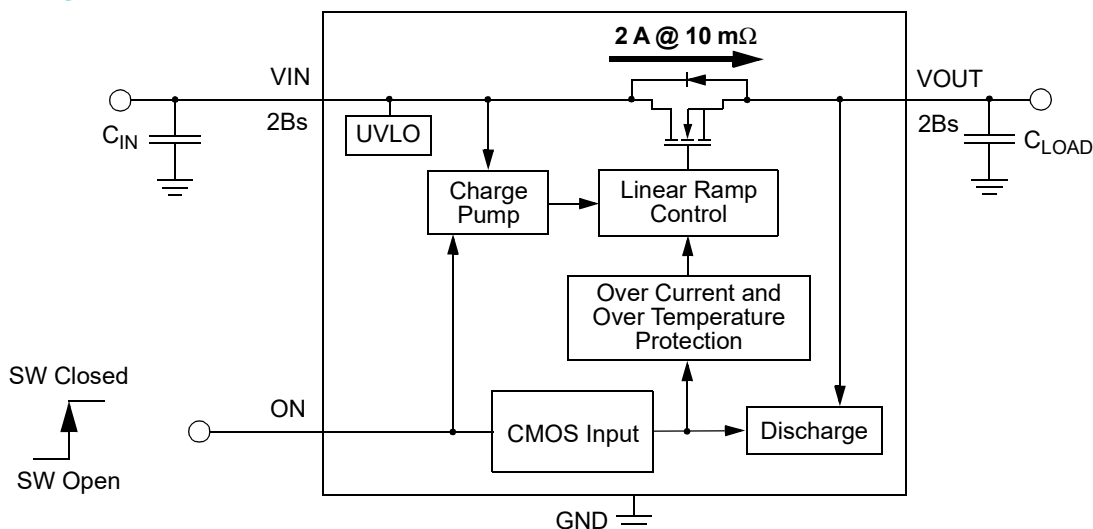 2 A @ 10 mΩ
VIN
VOUT
2Bs
2Bs
CIN
UVLO
CLOAD
Charge
Pump
Linear Ramp
Control
Over Current and
Over Temperature
Protection
SW Closed
ON
CMOS Input
Discharge
SW Open
GND